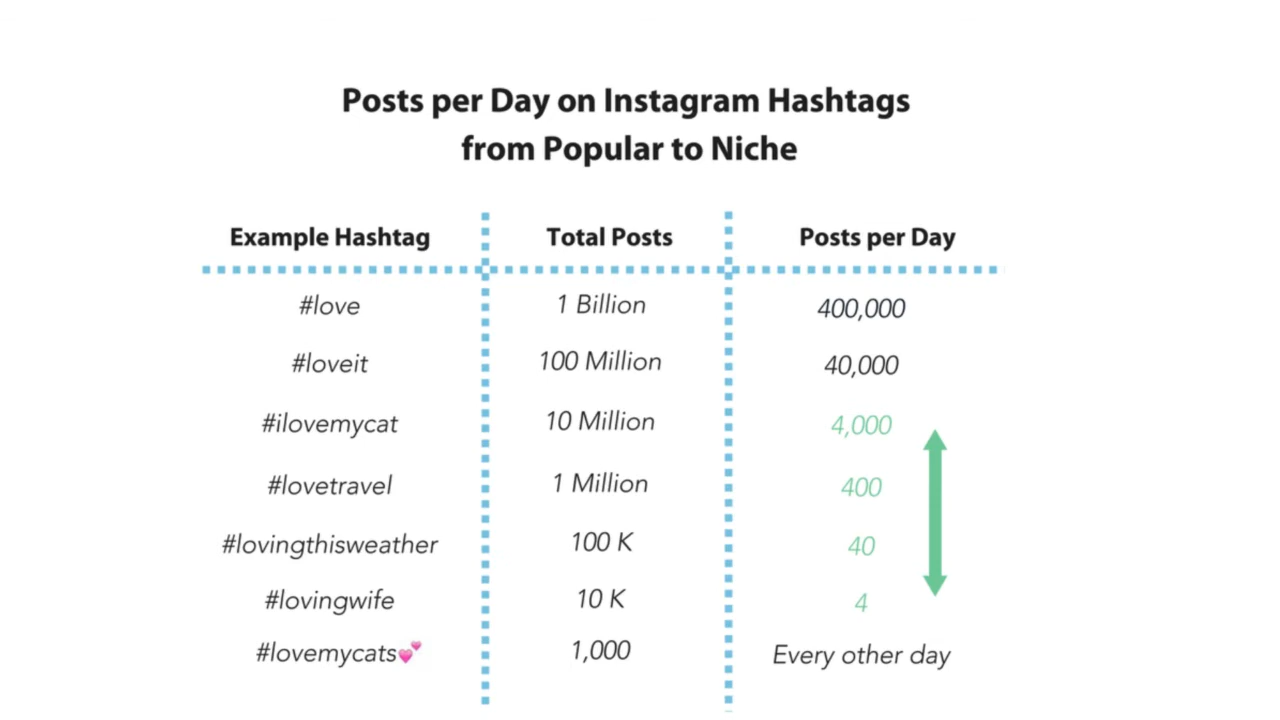 Posts per Day on Instagram Hashtags
from Popular to Niche
Example Hashtag Total Posts Posts per Day
#love 1 Billion 400,000
#loveit 100 Million 40,000
#ilovemycat 10 Million 4,000
#lovetravel 1 Million 400
#lovingthisweather 100 K 40
#lovingwife 10 K 4
#lovemycats💕 1,000 Every other day